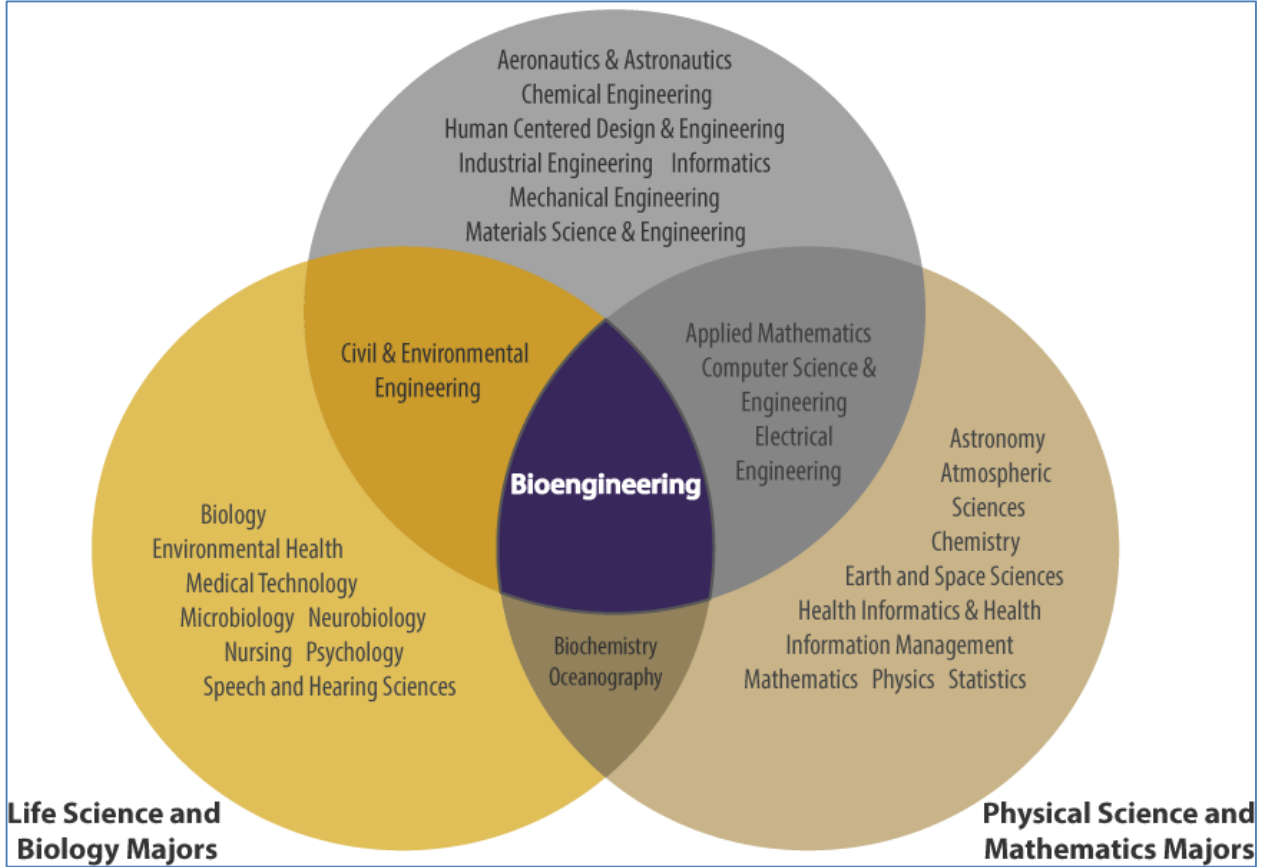 Aeronautics & Astronautics
Chemical Engineering
Human Centered Design & Engineering
Industrial Engineering Informatics
Mechanical Engineering
Materials Science & Engineering
Civil & Environmental
Engineering
Applied Mathematics
Computer Science &
Engineering
Electrical
Engineering
Bioengineering
Biology
Environmental Health
Medical Technology
Microbiology Neurobiology
Nursing Psychology
Speech and Hearing Sciences
Biochemistry
Oceanography
Astronomy
Atmospheric
Sciences
Chemistry
Earth and Space Sciences
Health Informatics & Health
Information Management
Mathematics Physics Statistics
Life Science and
Biology Majors
Physical Science and
Mathematics Majors